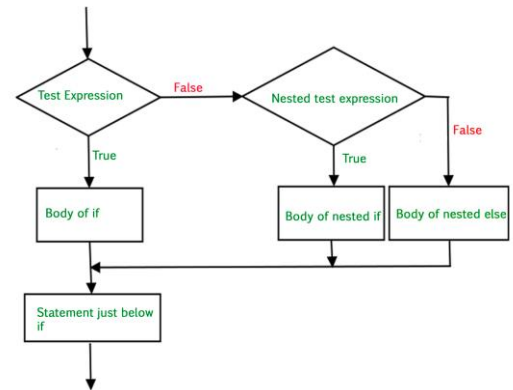 Test Expression
False
Nested test expression
False
True
True
Body of if
Body of nested if
Body of nested else
Statement just below
if